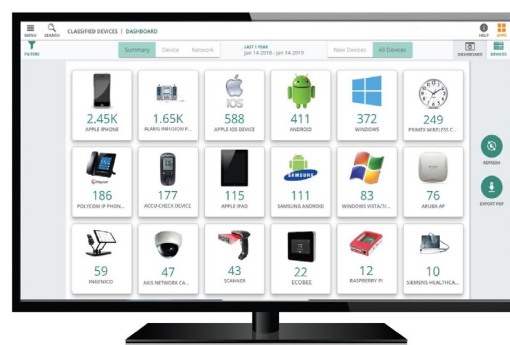 MENU SEARCH CLASSIFIED DEVICES | DASHBOARD HELP APPS
FILTERS Summary Device Network LAST 1 YEAR New Devices All Devices DASHBOARD DEVICES
Jan 14 2018 - Jan 14 2019
iOS
2.45K 1.65K 588 411 372 249
APPLE IPHONE ALARIS INFUSION P... APPLE IOS DEVICE ANDROID WINDOWS PRIMEX WIRELESS C...
REFRESH
Polycom SAMSUNG
186 177 115 111 83 76
POLYCOM IP PHON... ACCU-CHECK DEVICE APPLE IPAD SAMSUNG ANDROID WINDOWS VISTA/7/... ARUBA AP
EXPORT PDF
59 47 43 22 12 10
INGENICO AXIS NETWORK CA... SCANNER ECOBEE RASPBERRY PI SIEMENS HEALTHCA...